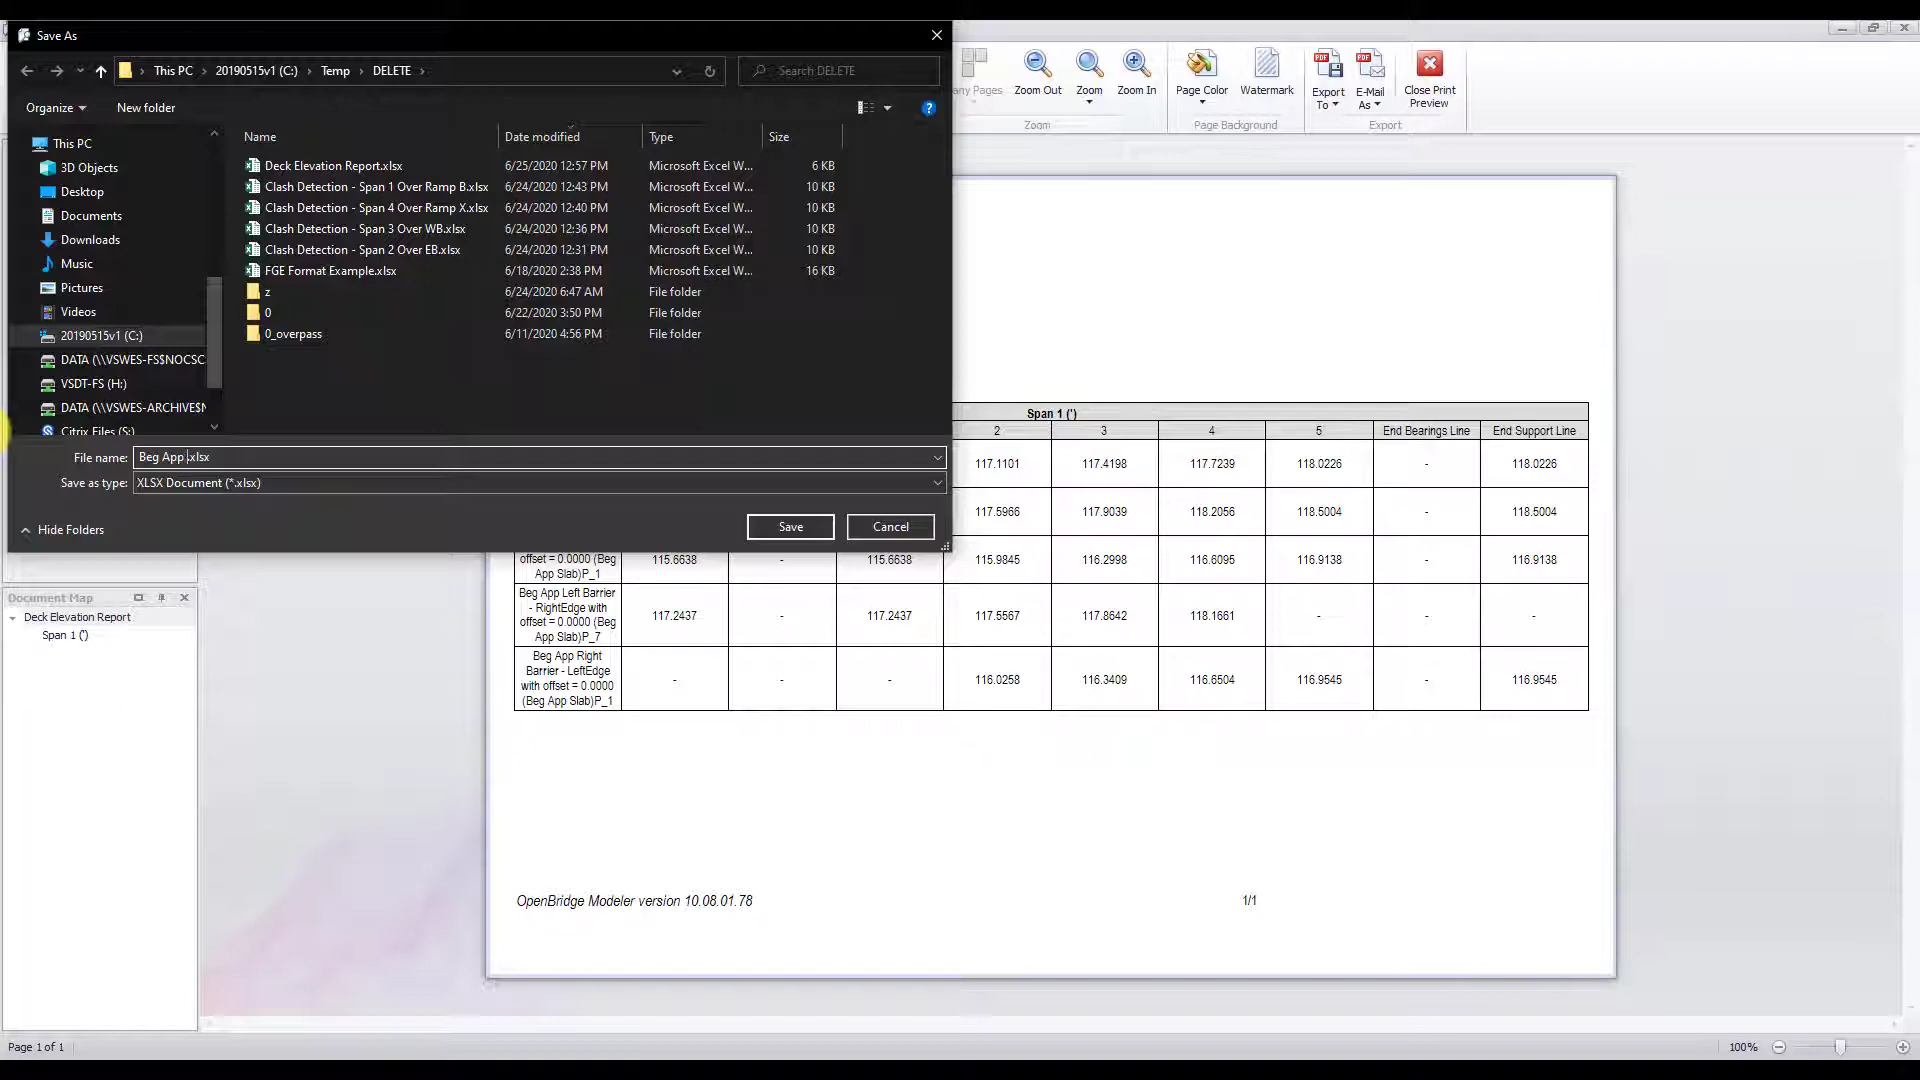 Save As
This PC > 20190515v1 (C:) > Temp > DELETE >
Search DELETE
Organize
New folder
Name Date modified Type Size
Deck Elevation Report.xlsx 6/25/2020 12:57 PM Microsoft Excel W... 6 KB
Clash Detection - Span 1 Over Ramp B.xlsx 6/24/2020 12:43 PM Microsoft Excel W... 10 KB
Clash Detection - Span 4 Over Ramp X.xlsx 6/24/2020 12:40 PM Microsoft Excel W... 10 KB
Clash Detection - Span 3 Over WB.xlsx 6/24/2020 12:36 PM Microsoft Excel W... 10 KB
Clash Detection - Span 2 Over EB.xlsx 6/24/2020 12:31 PM Microsoft Excel W... 10 KB
FGE Format Example.xlsx 6/18/2020 2:38 PM Microsoft Excel W... 16 KB
z 6/24/2020 6:47 AM File folder
0 6/22/2020 3:50 PM File folder
0_overpass 6/11/2020 4:56 PM File folder
This PC
3D Objects
Desktop
Documents
Downloads
Music
Pictures
Videos
20190515v1 (C:)
DATA (\\VSWES-FS$NOCSC
VSDT-FS (H:)
DATA (\\VSWES-ARCHIVE$N
Citrix Files (S:)
File name: Beg App .xlsx
Save as type: XLSX Document (*.xlsx)
Hide Folders
Save
Cancel
any Pages
Zoom Out
Zoom
Zoom In
Page Color
Watermark
Export To
E-Mail As
Close Print Preview
Zoom
Page Background
Export
Document Map
Deck Elevation Report
Span 1 (')
Span 1 (')
2 3 4 5 End Bearings Line End Support Line
117.1101 117.4198 117.7239 118.0226 - 118.0226
117.5966 117.9039 118.2056 118.5004 - 118.5004
offset = 0.0000 (Beg
App Slab)P_1
115.6638 - 115.6638 115.9845 116.2998 116.6095 116.9138 - 116.9138
Beg App Left Barrier
- RightEdge with
offset = 0.0000 (Beg
App Slab)P_7
117.2437 - 117.2437 117.5567 117.8642 118.1661 - - -
Beg App Right
Barrier - LeftEdge
with offset = 0.0000
(Beg App Slab)P_1
- - - 116.0258 116.3409 116.6504 116.9545 - 116.9545
OpenBridge Modeler version 10.08.01.78
1/1
Page 1 of 1
100%